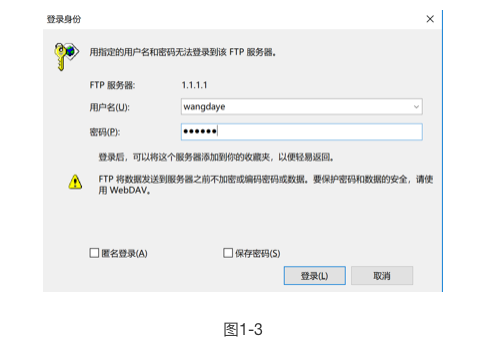 登录身份
用指定的用户名和密码无法登录到该 FTP 服务器。
FTP 服务器: 1.1.1.1
用户名(U): wangdaye
密码(P): ●●●●●●
登录后，可以将这个服务器添加到你的收藏夹，以便轻易返回。
FTP 将数据发送到服务器之前不加密或编码密码或数据。要保护密码和数据的安全，请使
用 WebDAV。
匿名登录(A) 保存密码(S)
登录(L) 取消
图1-3